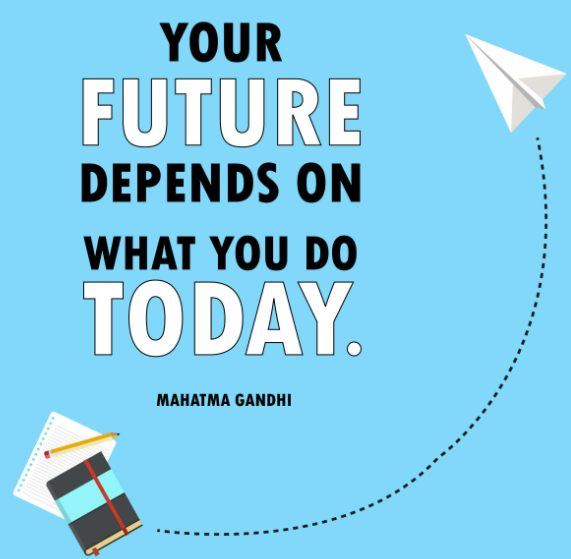 YOUR
FUTURE
DEPENDS ON
WHAT YOU DO
TODAY.
MAHATMA GANDHI